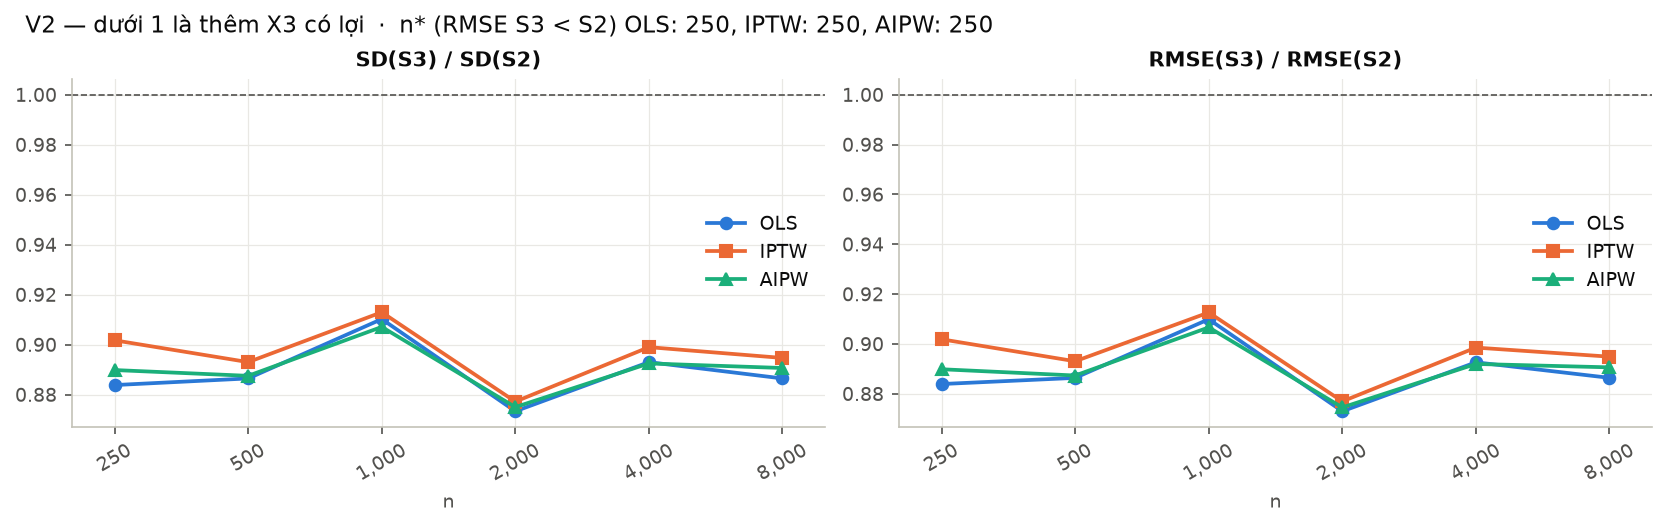 V2 — dưới 1 là thêm X3 có lợi · n* (RMSE S3 < S2) OLS: 250, IPTW: 250, AIPW: 250
SD(S3) / SD(S2)
1.00
0.98
0.96
0.94
0.92
0.90
0.88
OLS
IPTW
AIPW
250
500
1,000
2,000
4,000
8,000
n
RMSE(S3) / RMSE(S2)
1.00
0.98
0.96
0.94
0.92
0.90
0.88
OLS
IPTW
AIPW
250
500
1,000
2,000
4,000
8,000
n